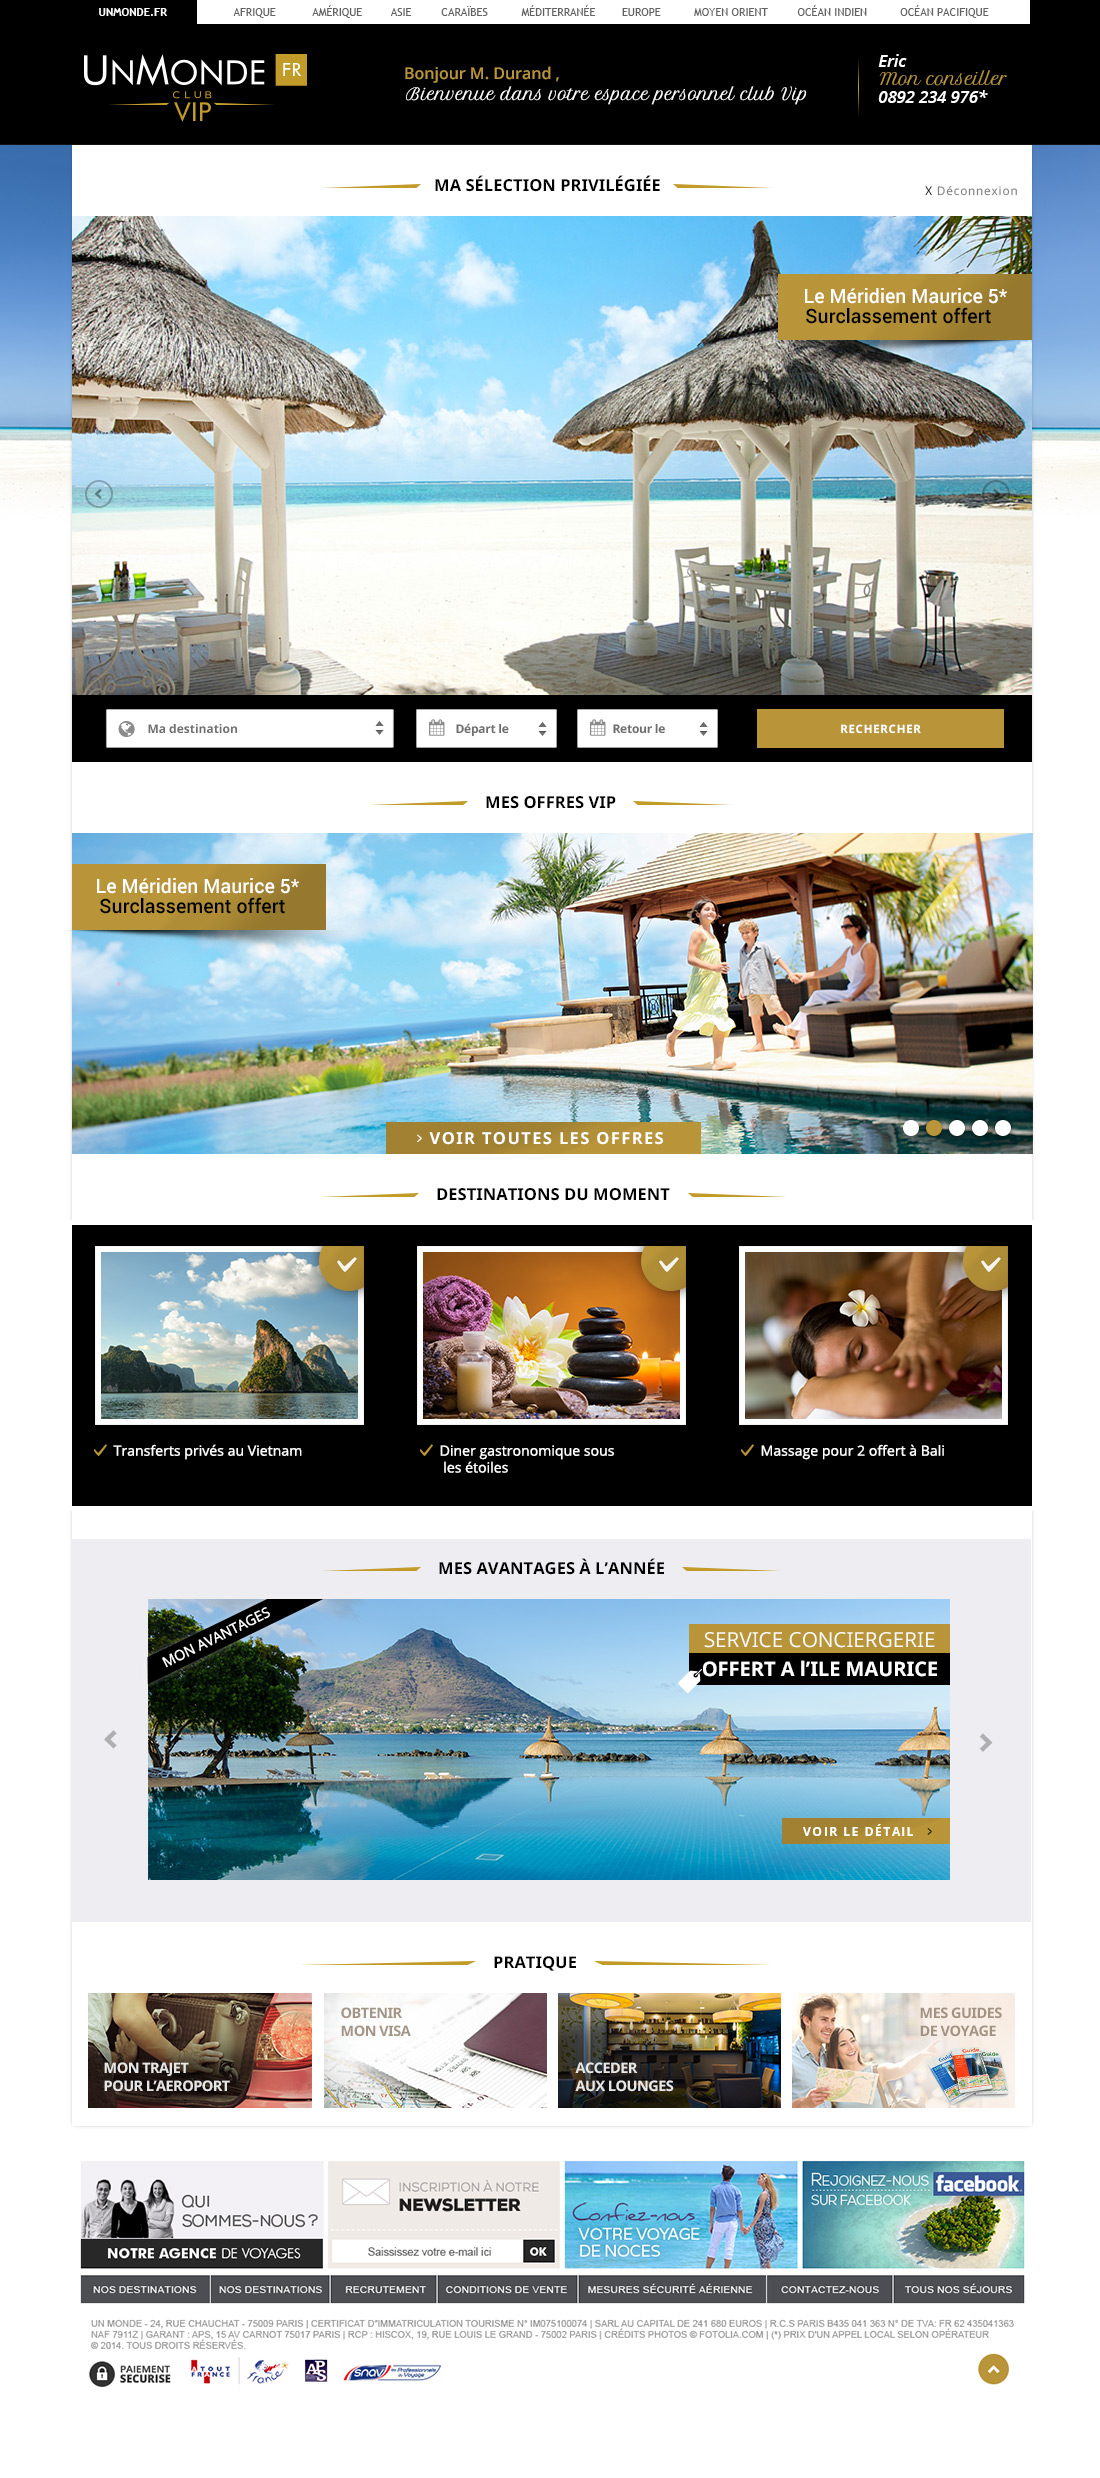 UNMONDE.FR AFRIQUE AMÉRIQUE ASIE CARAÏBES MÉDITERRANÉE EUROPE MOYEN ORIENT OCÉAN INDIEN OCÉAN PACIFIQUE
UNMONDE FR
CLUB
VIP
Bonjour M. Durand ,
Bienvenue dans votre espace personnel club Vip
Eric
Mon conseiller
0892 234 976*
MA SÉLECTION PRIVILÉGIÉE
X Déconnexion
Le Méridien Maurice 5*
Surclassement offert
Ma destination
Départ le
Retour le
RECHERCHER
MES OFFRES VIP
Le Méridien Maurice 5*
Surclassement offert
> VOIR TOUTES LES OFFRES
DESTINATIONS DU MOMENT
Transferts privés au Vietnam
Diner gastronomique sous
les étoiles
Massage pour 2 offert à Bali
MES AVANTAGES À L’ANNÉE
MON AVANTAGES
SERVICE CONCIERGERIE
OFFERT A l’ILE MAURICE
VOIR LE DÉTAIL >
PRATIQUE
MON TRAJET
POUR L’AEROPORT
OBTENIR
MON VISA
ACCEDER
AUX LOUNGES
MES GUIDES
DE VOYAGE
QUI
SOMMES-NOUS ?
NOTRE AGENCE DE VOYAGES
INSCRIPTION À NOTRE
NEWSLETTER
Saissisez votre e-mail ici
OK
Confiez-nous
VOTRE VOYAGE
DE NOCES
REJOIGNEZ-NOUS
SUR FACEBOOK
facebook
NOS DESTINATIONS NOS DESTINATIONS RECRUTEMENT CONDITIONS DE VENTE MESURES SÉCURITÉ AÉRIENNE CONTACTEZ-NOUS TOUS NOS SÉJOURS
UN MONDE - 24, RUE CHAUCHAT - 75009 PARIS | CERTIFICAT D"IMMATRICULATION TOURISME N° IM075100074 | SARL AU CAPITAL DE 241 680 EUROS | R.C.S PARIS B435 041 363 N° DE TVA: FR 62 435041363
NAF 7911Z | GARANT : APS, 15 AV CARNOT 75017 PARIS | RCP : HISCOX, 19, RUE LOUIS LE GRAND - 75002 PARIS | CRÉDITS PHOTOS © FOTOLIA.COM | (*) PRIX D'UN APPEL LOCAL SELON OPÉRATEUR
© 2014. TOUS DROITS RÉSERVÉS.
PAIEMENT
SECURISE
ATOUT
FRANCE
France
APS
snav
les Professionnels
du Voyage